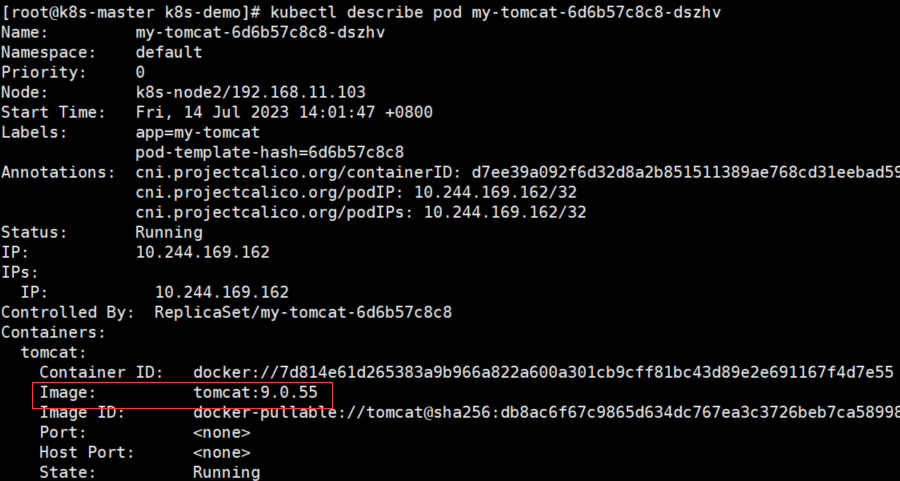 [root@k8s-master k8s-demo]# kubectl describe pod my-tomcat-6d6b57c8c8-dszhv
Name:         my-tomcat-6d6b57c8c8-dszhv
Namespace:    default
Priority:     0
Node:         k8s-node2/192.168.11.103
Start Time:   Fri, 14 Jul 2023 14:01:47 +0800
Labels:       app=my-tomcat
              pod-template-hash=6d6b57c8c8
Annotations:  cni.projectcalico.org/containerID: d7ee39a092f6d32d8a2b851511389ae768cd31eebad59
              cni.projectcalico.org/podIP: 10.244.169.162/32
              cni.projectcalico.org/podIPs: 10.244.169.162/32
Status:       Running
IP:           10.244.169.162
IPs:
  IP:           10.244.169.162
Controlled By:  ReplicaSet/my-tomcat-6d6b57c8c8
Containers:
  tomcat:
    Container ID:   docker://7d814e61d265383a9b966a822a600a301cb9cff81bc43d89e2e691167f4d7e55
    Image:          tomcat:9.0.55
    Image ID:       docker-pullable://tomcat@sha256:db8ac6f67c9865d634dc767ea3c3726beb7ca58998
    Port:           <none>
    Host Port:      <none>
    State:          Running